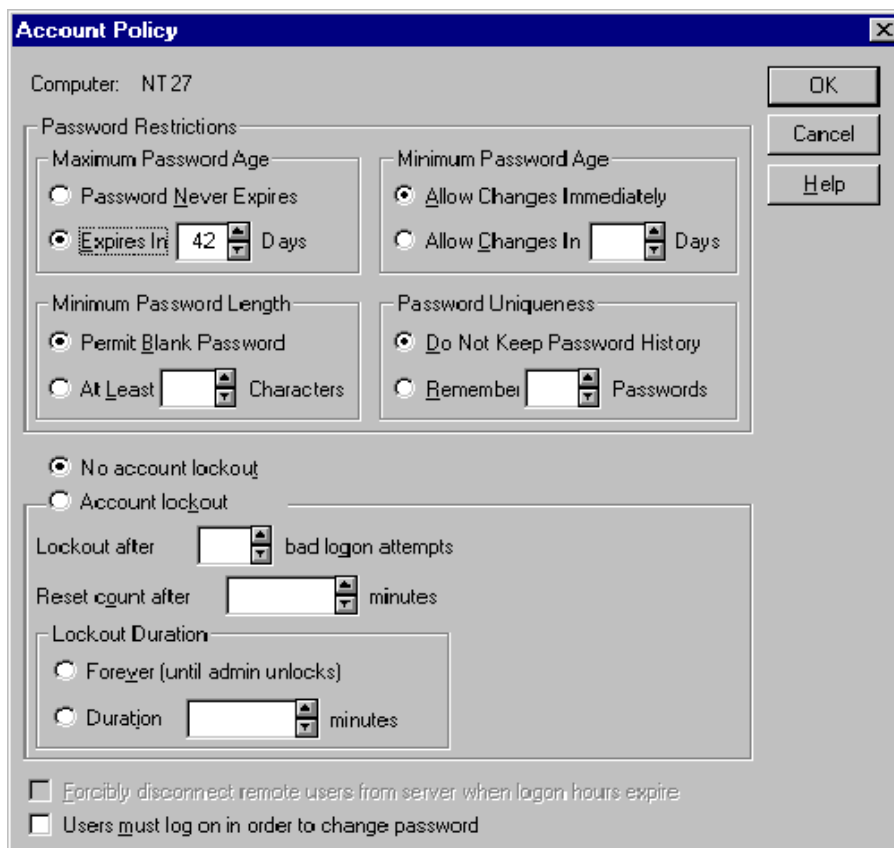 Account Policy
Computer: NT27
OK
Cancel
Help
Password Restrictions
Maximum Password Age
Password Never Expires
Expires In 42 Days
Minimum Password Age
Allow Changes Immediately
Allow Changes In Days
Minimum Password Length
Permit Blank Password
At Least Characters
Password Uniqueness
Do Not Keep Password History
Remember Passwords
No account lockout
Account lockout
Lockout after bad logon attempts
Reset count after minutes
Lockout Duration
Forever (until admin unlocks)
Duration minutes
Forcibly disconnect remote users from server when logon hours expire
Users must log on in order to change password